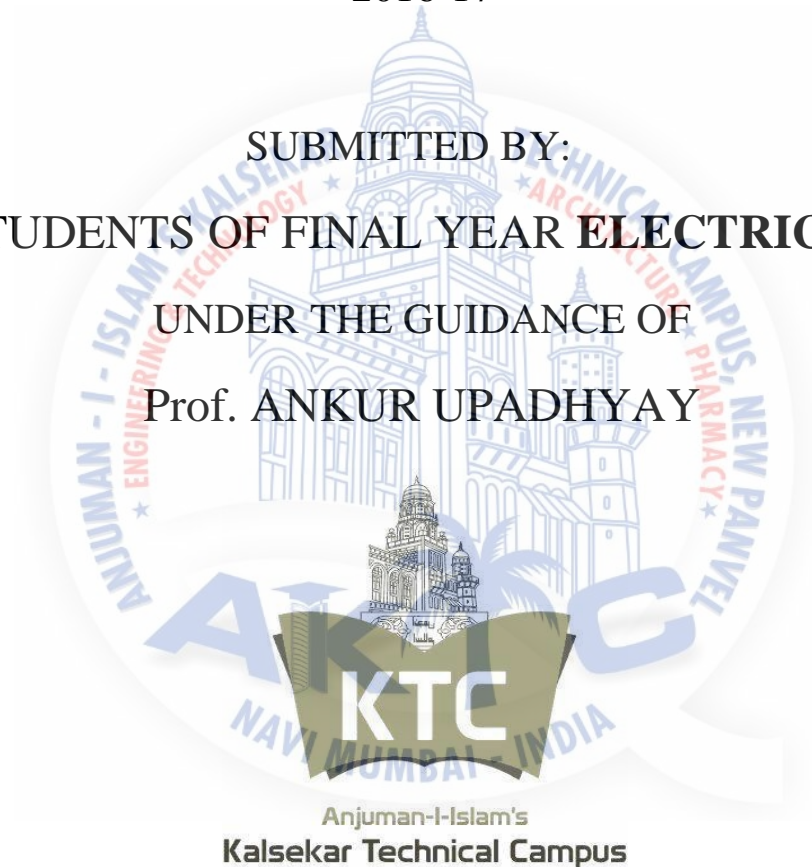 SUBMITTED BY:
TUDENTS OF FINAL YEAR ELECTRIC
UNDER THE GUIDANCE OF
Prof. ANKUR UPADHYAY
ANJUMAN - I - ISLAM'S KALSEKAR TECHNICAL CAMPUS, NEW PANVEL
★ ENGINEERING & TECHNOLOGY ★ ★ ARCHITECTURE ★ PHARMACY ★
AKTC
NAVI MUMBAI - INDIA
KTC
Anjuman-I-Islam's
Kalsekar Technical Campus